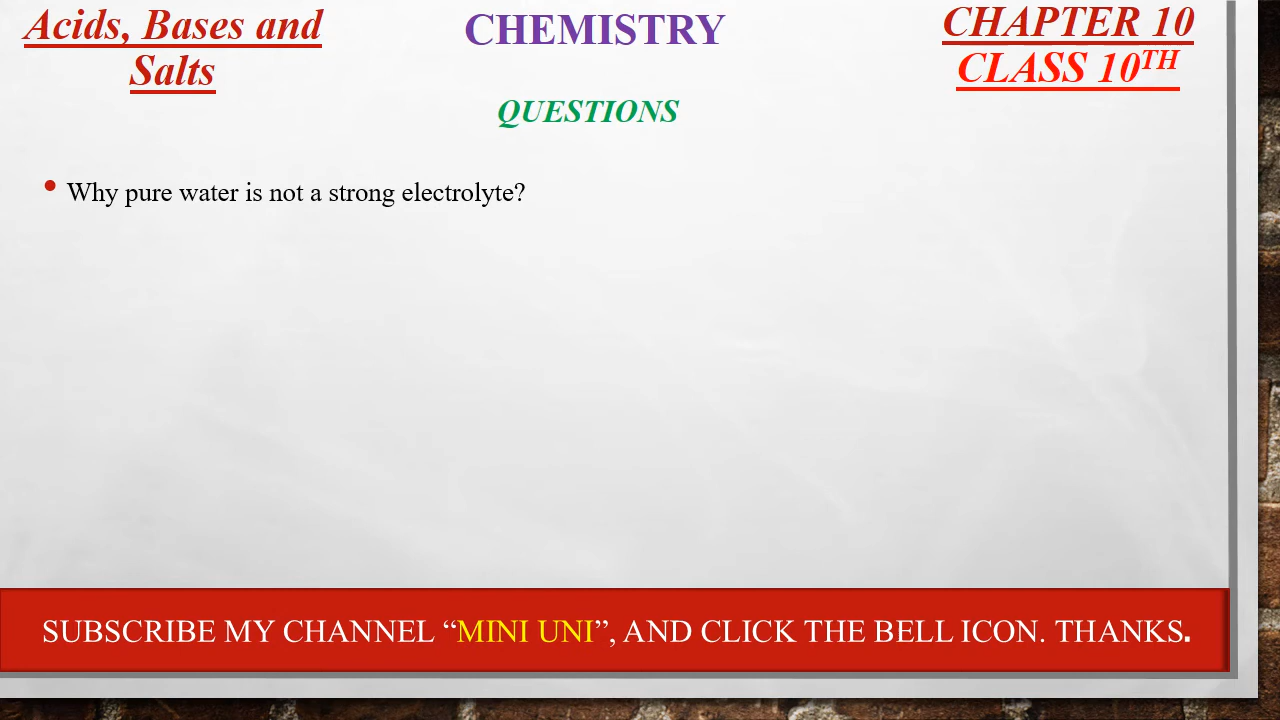 Acids, Bases and
Salts
CHEMISTRY
CHAPTER 10
CLASS 10TH
QUESTIONS
• Why pure water is not a strong electrolyte?
SUBSCRIBE MY CHANNEL “MINI UNI”, AND CLICK THE BELL ICON. THANKS.